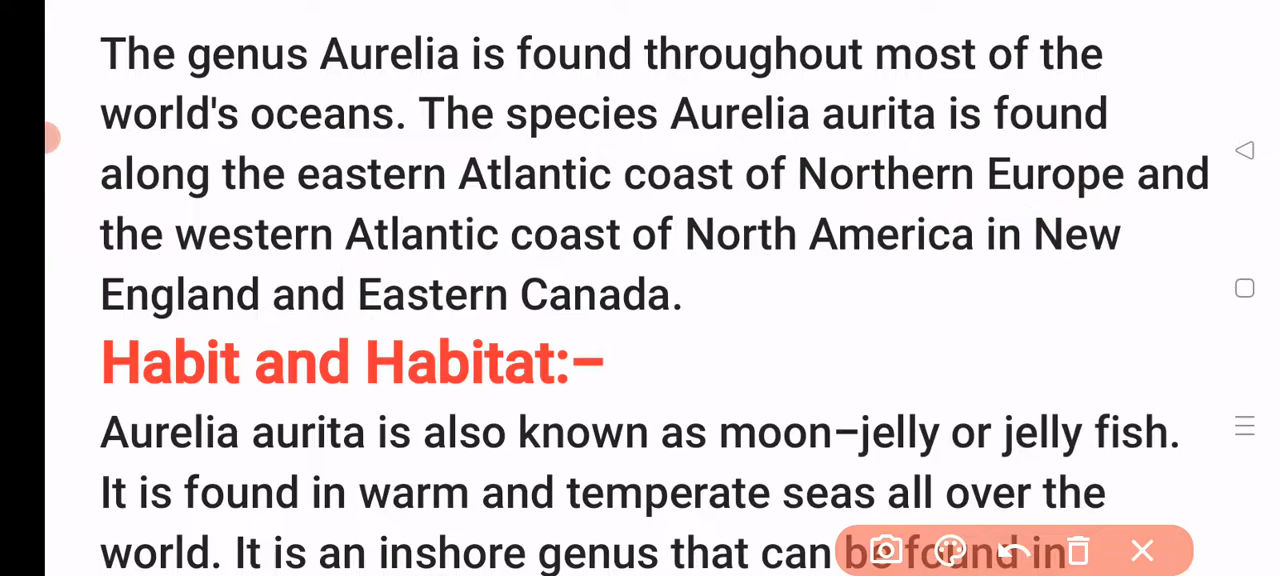 The genus Aurelia is found throughout most of the
world's oceans. The species Aurelia aurita is found
along the eastern Atlantic coast of Northern Europe and
the western Atlantic coast of North America in New
England and Eastern Canada.
Habit and Habitat:–
Aurelia aurita is also known as moon–jelly or jelly fish.
It is found in warm and temperate seas all over the
world. It is an inshore genus that can be found in